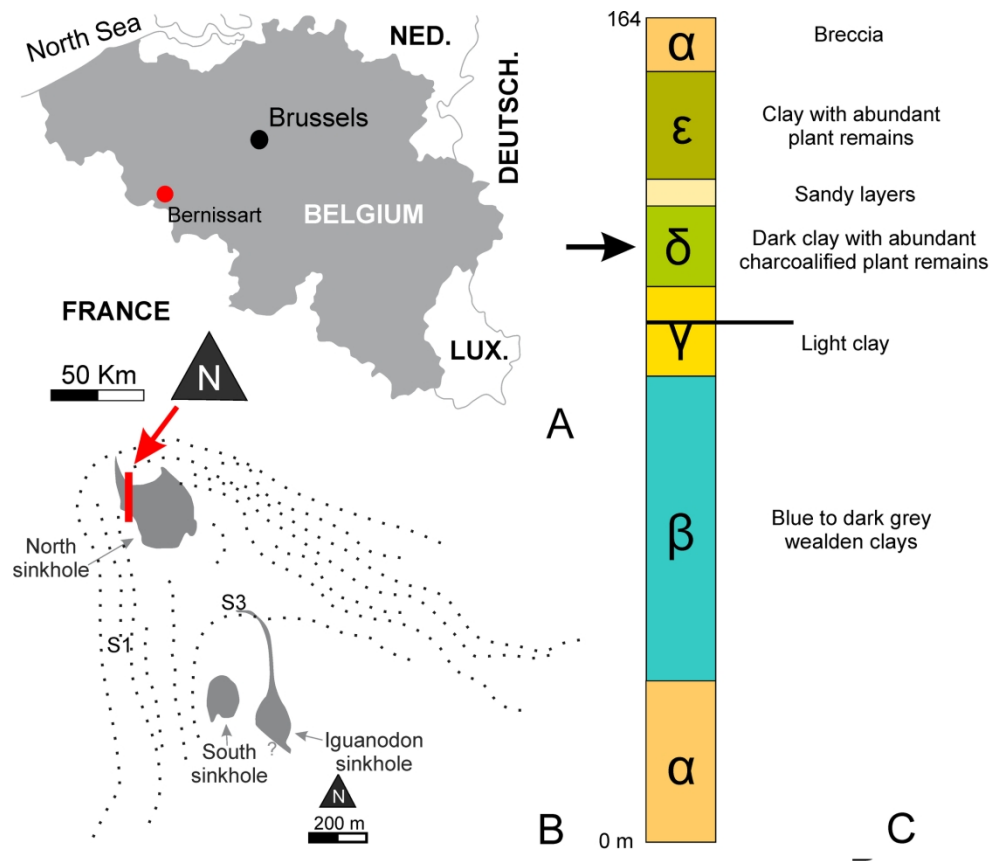 North Sea
NED.
DEUTSCH.
Brussels
Bernissart
BELGIUM
FRANCE
LUX.
50 Km
N
A
North
sinkhole
S1
S3
South
sinkhole
?
Iguanodon
sinkhole
N
200 m
B
164
α
Breccia
ε
Clay with abundant
plant remains
Sandy layers
δ
Dark clay with abundant
charcoalified plant remains
γ
Light clay
β
Blue to dark grey
wealden clays
α
0 m
C